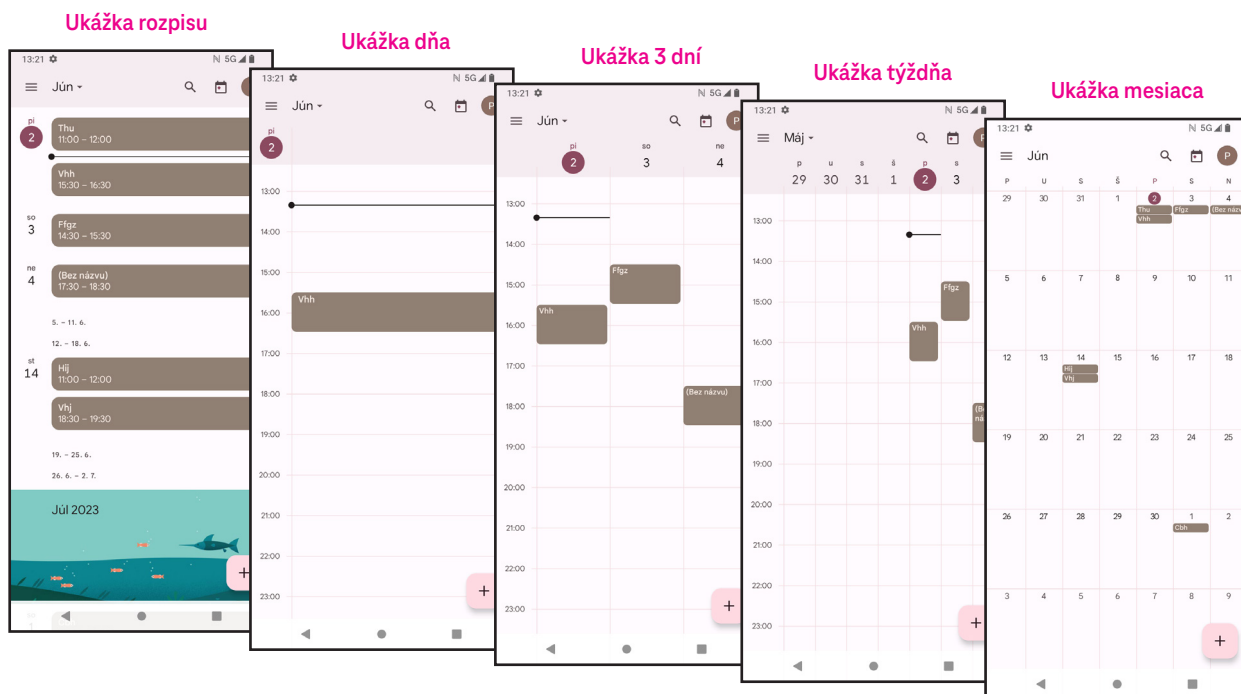 Ukážka rozpisu
13:21
5G
Jún
pi
2
Thu
11:00 – 12:00
Vhh
15:30 – 16:30
so
3
Ffgz
14:30 – 15:30
ne
4
(Bez názvu)
17:30 – 18:30
5. – 11. 6.
12. – 18. 6.
st
14
Hij
11:00 – 12:00
Vhj
18:30 – 19:30
19. – 25. 6.
26. 6. – 2. 7.
Júl 2023
+
Ukážka dňa
13:21
5G
Jún
P
pi
2
13:00
14:00
15:00
Vhh
16:00
17:00
18:00
19:00
20:00
21:00
22:00
23:00
+
Ukážka 3 dní
13:21
5G
Jún
P
pi so ne
2 3 4
13:00
14:00
Ffgz
15:00
Vhh
16:00
17:00
(Bez názvu)
18:00
19:00
20:00
21:00
22:00
23:00
+
Ukážka týždňa
13:21
5G
Máj
p u s š p s
29 30 31 1 2 3
13:00
14:00
Ffgz
15:00
Vhh
16:00
17:00
18:00
19:00
20:00
21:00
22:00
23:00
+
Ukážka mesiaca
13:21
5G
Jún
P
P U S Š P S N
29 30 31 1 2 3 4
Thu Ffgz (Bez názv
Vhh
5 6 7 8 9 10 11
12 13 14 15 16 17 18
Hij
Vhj
19 20 21 22 23 24 25
26 27 28 29 30 1 2
Cbh
3 4 5 6 7 8 9
+